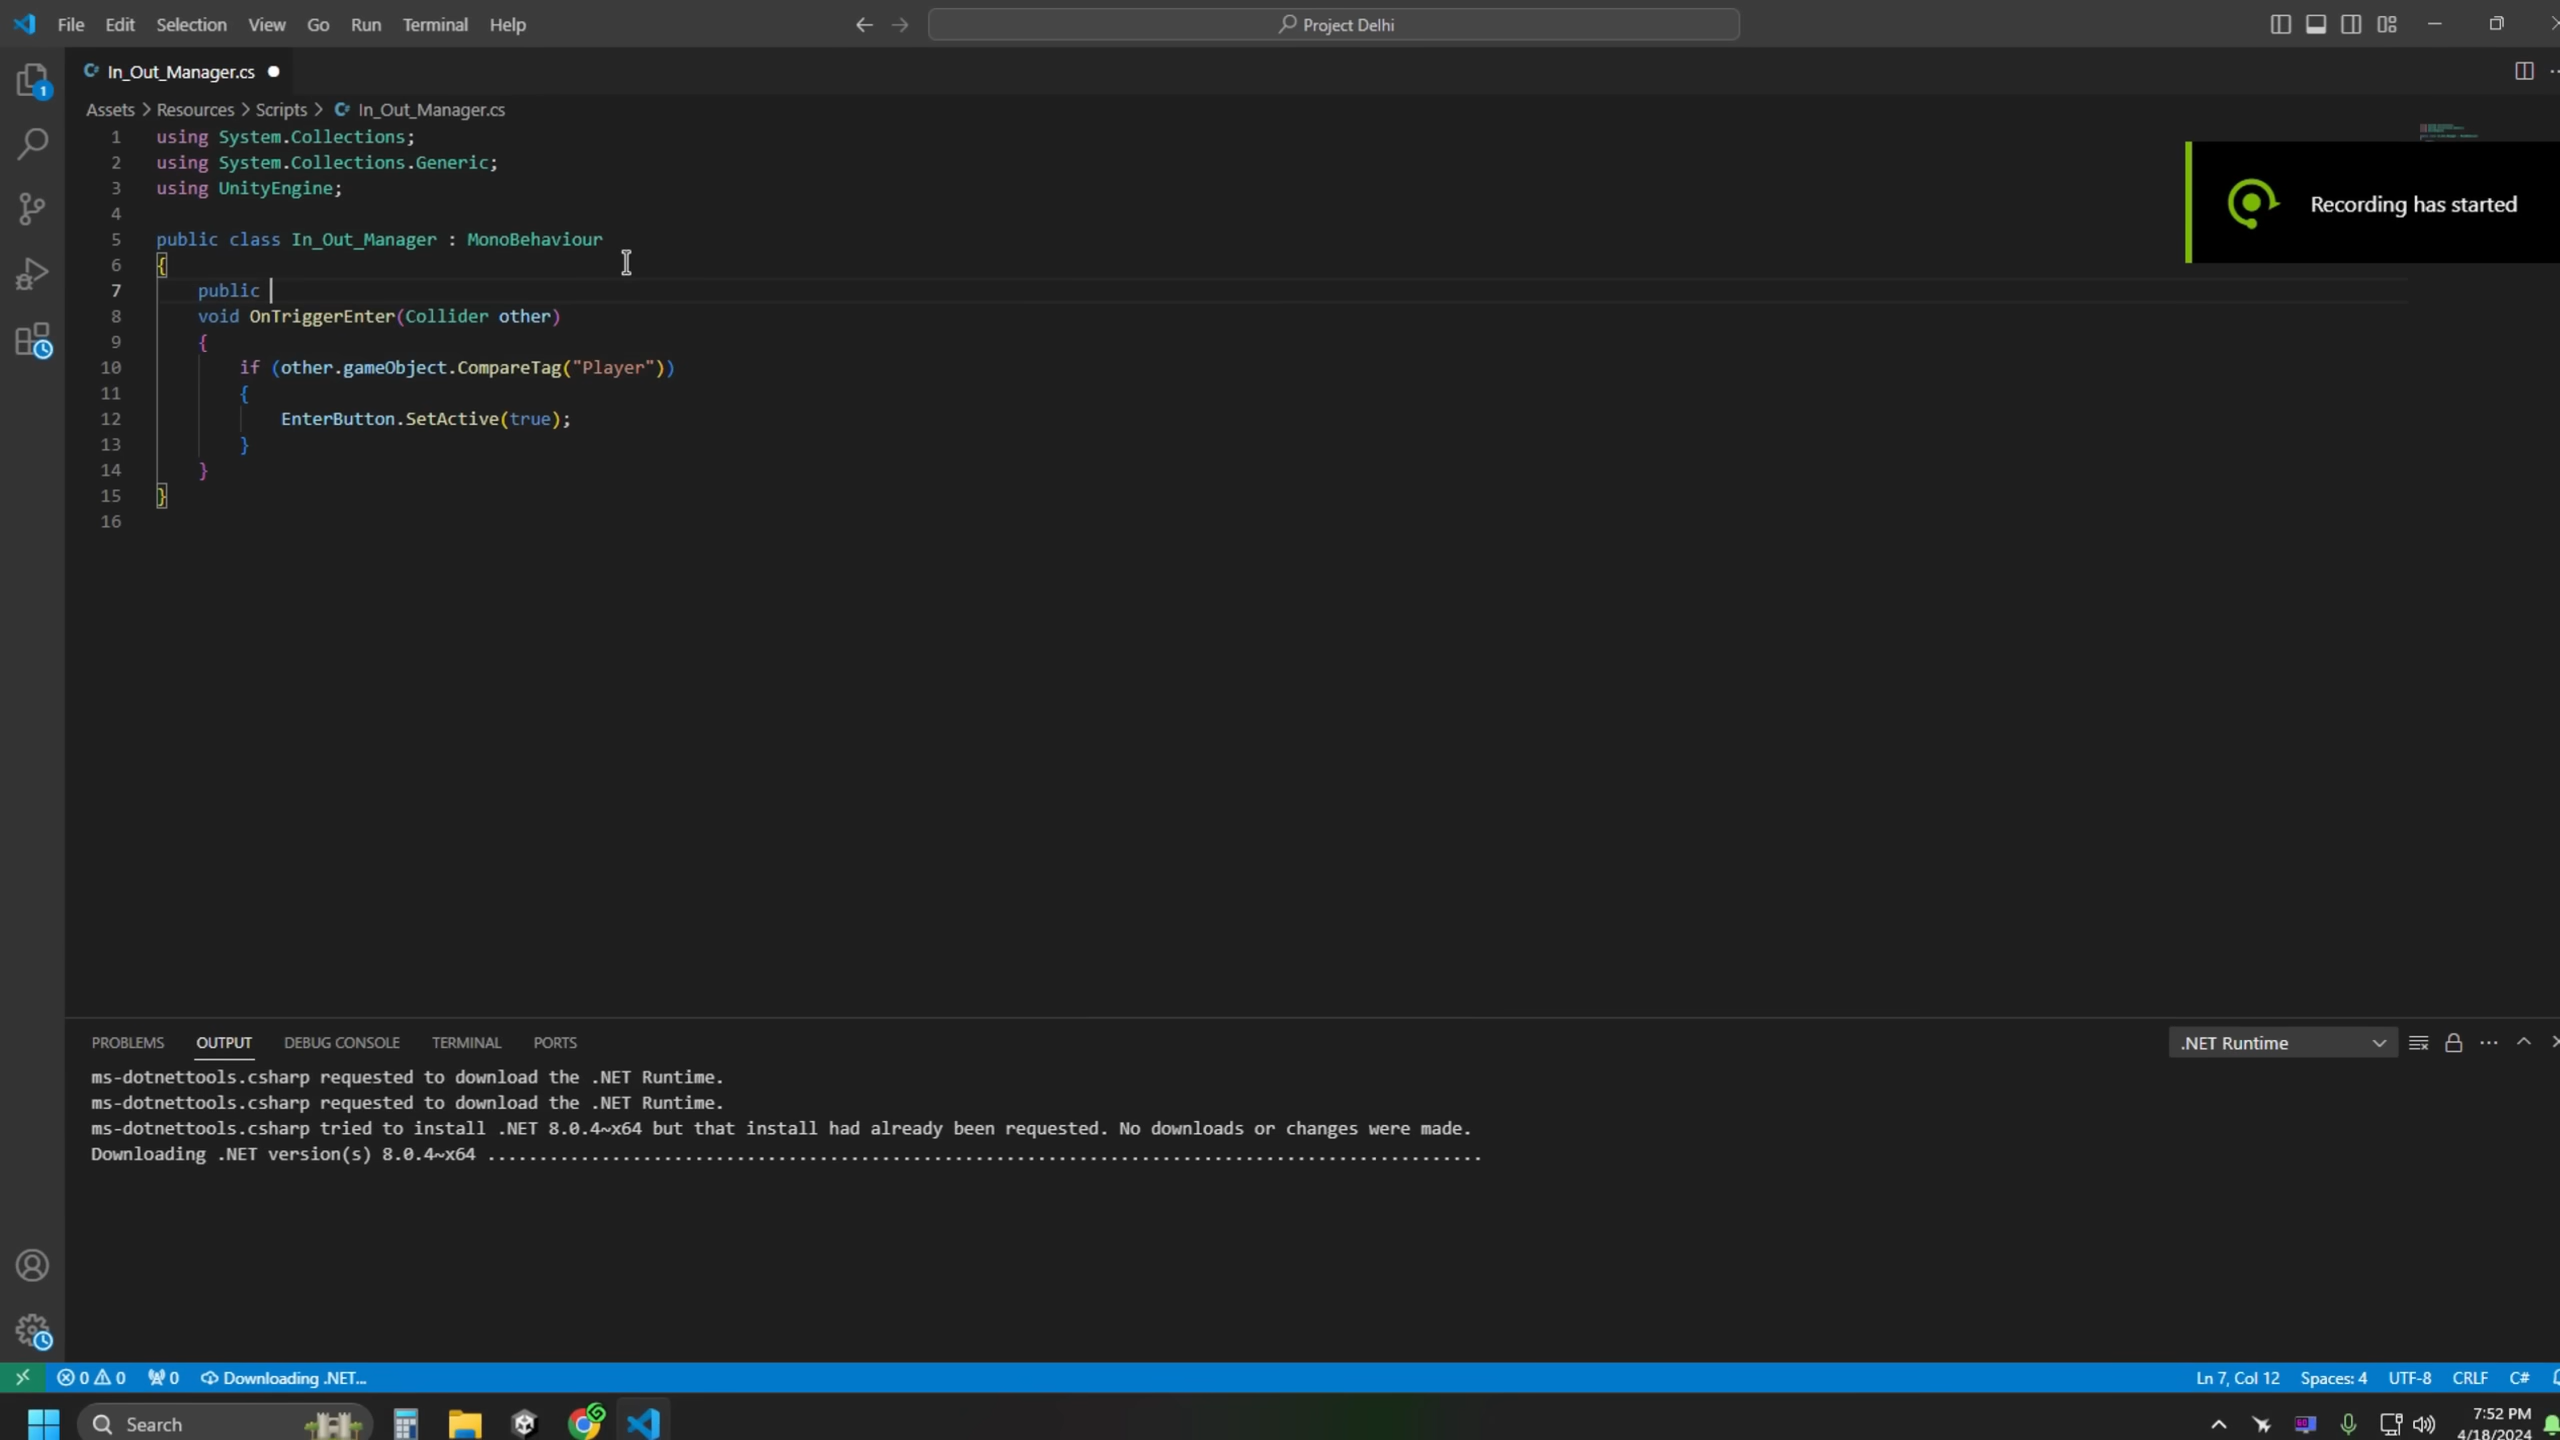 File Edit Selection View Go Run Terminal Help
Project Delhi
In_Out_Manager.cs
Assets > Resources > Scripts > In_Out_Manager.cs
1 using System.Collections;
2 using System.Collections.Generic;
3 using UnityEngine;
4
5 public class In_Out_Manager : MonoBehaviour
6 {
7 public
8 void OnTriggerEnter(Collider other)
9 {
10 if (other.gameObject.CompareTag("Player"))
11 {
12 EnterButton.SetActive(true);
13 }
14 }
15 }
16
1
Recording has started
PROBLEMS OUTPUT DEBUG CONSOLE TERMINAL PORTS
.NET Runtime
ms-dotnettools.csharp requested to download the .NET Runtime.
ms-dotnettools.csharp requested to download the .NET Runtime.
ms-dotnettools.csharp tried to install .NET 8.0.4~x64 but that install had already been requested. No downloads or changes were made.
Downloading .NET version(s) 8.0.4~x64 ................................................................................................
0 0 0 Downloading .NET...
Ln 7, Col 12 Spaces: 4 UTF-8 CRLF C#
Search
7:52 PM
4/18/2024